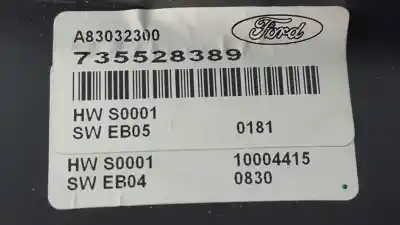 A83032300
Ford
735528389
HW S0001
SW EB05 0181
HW S0001 10004415
SW EB04 0830